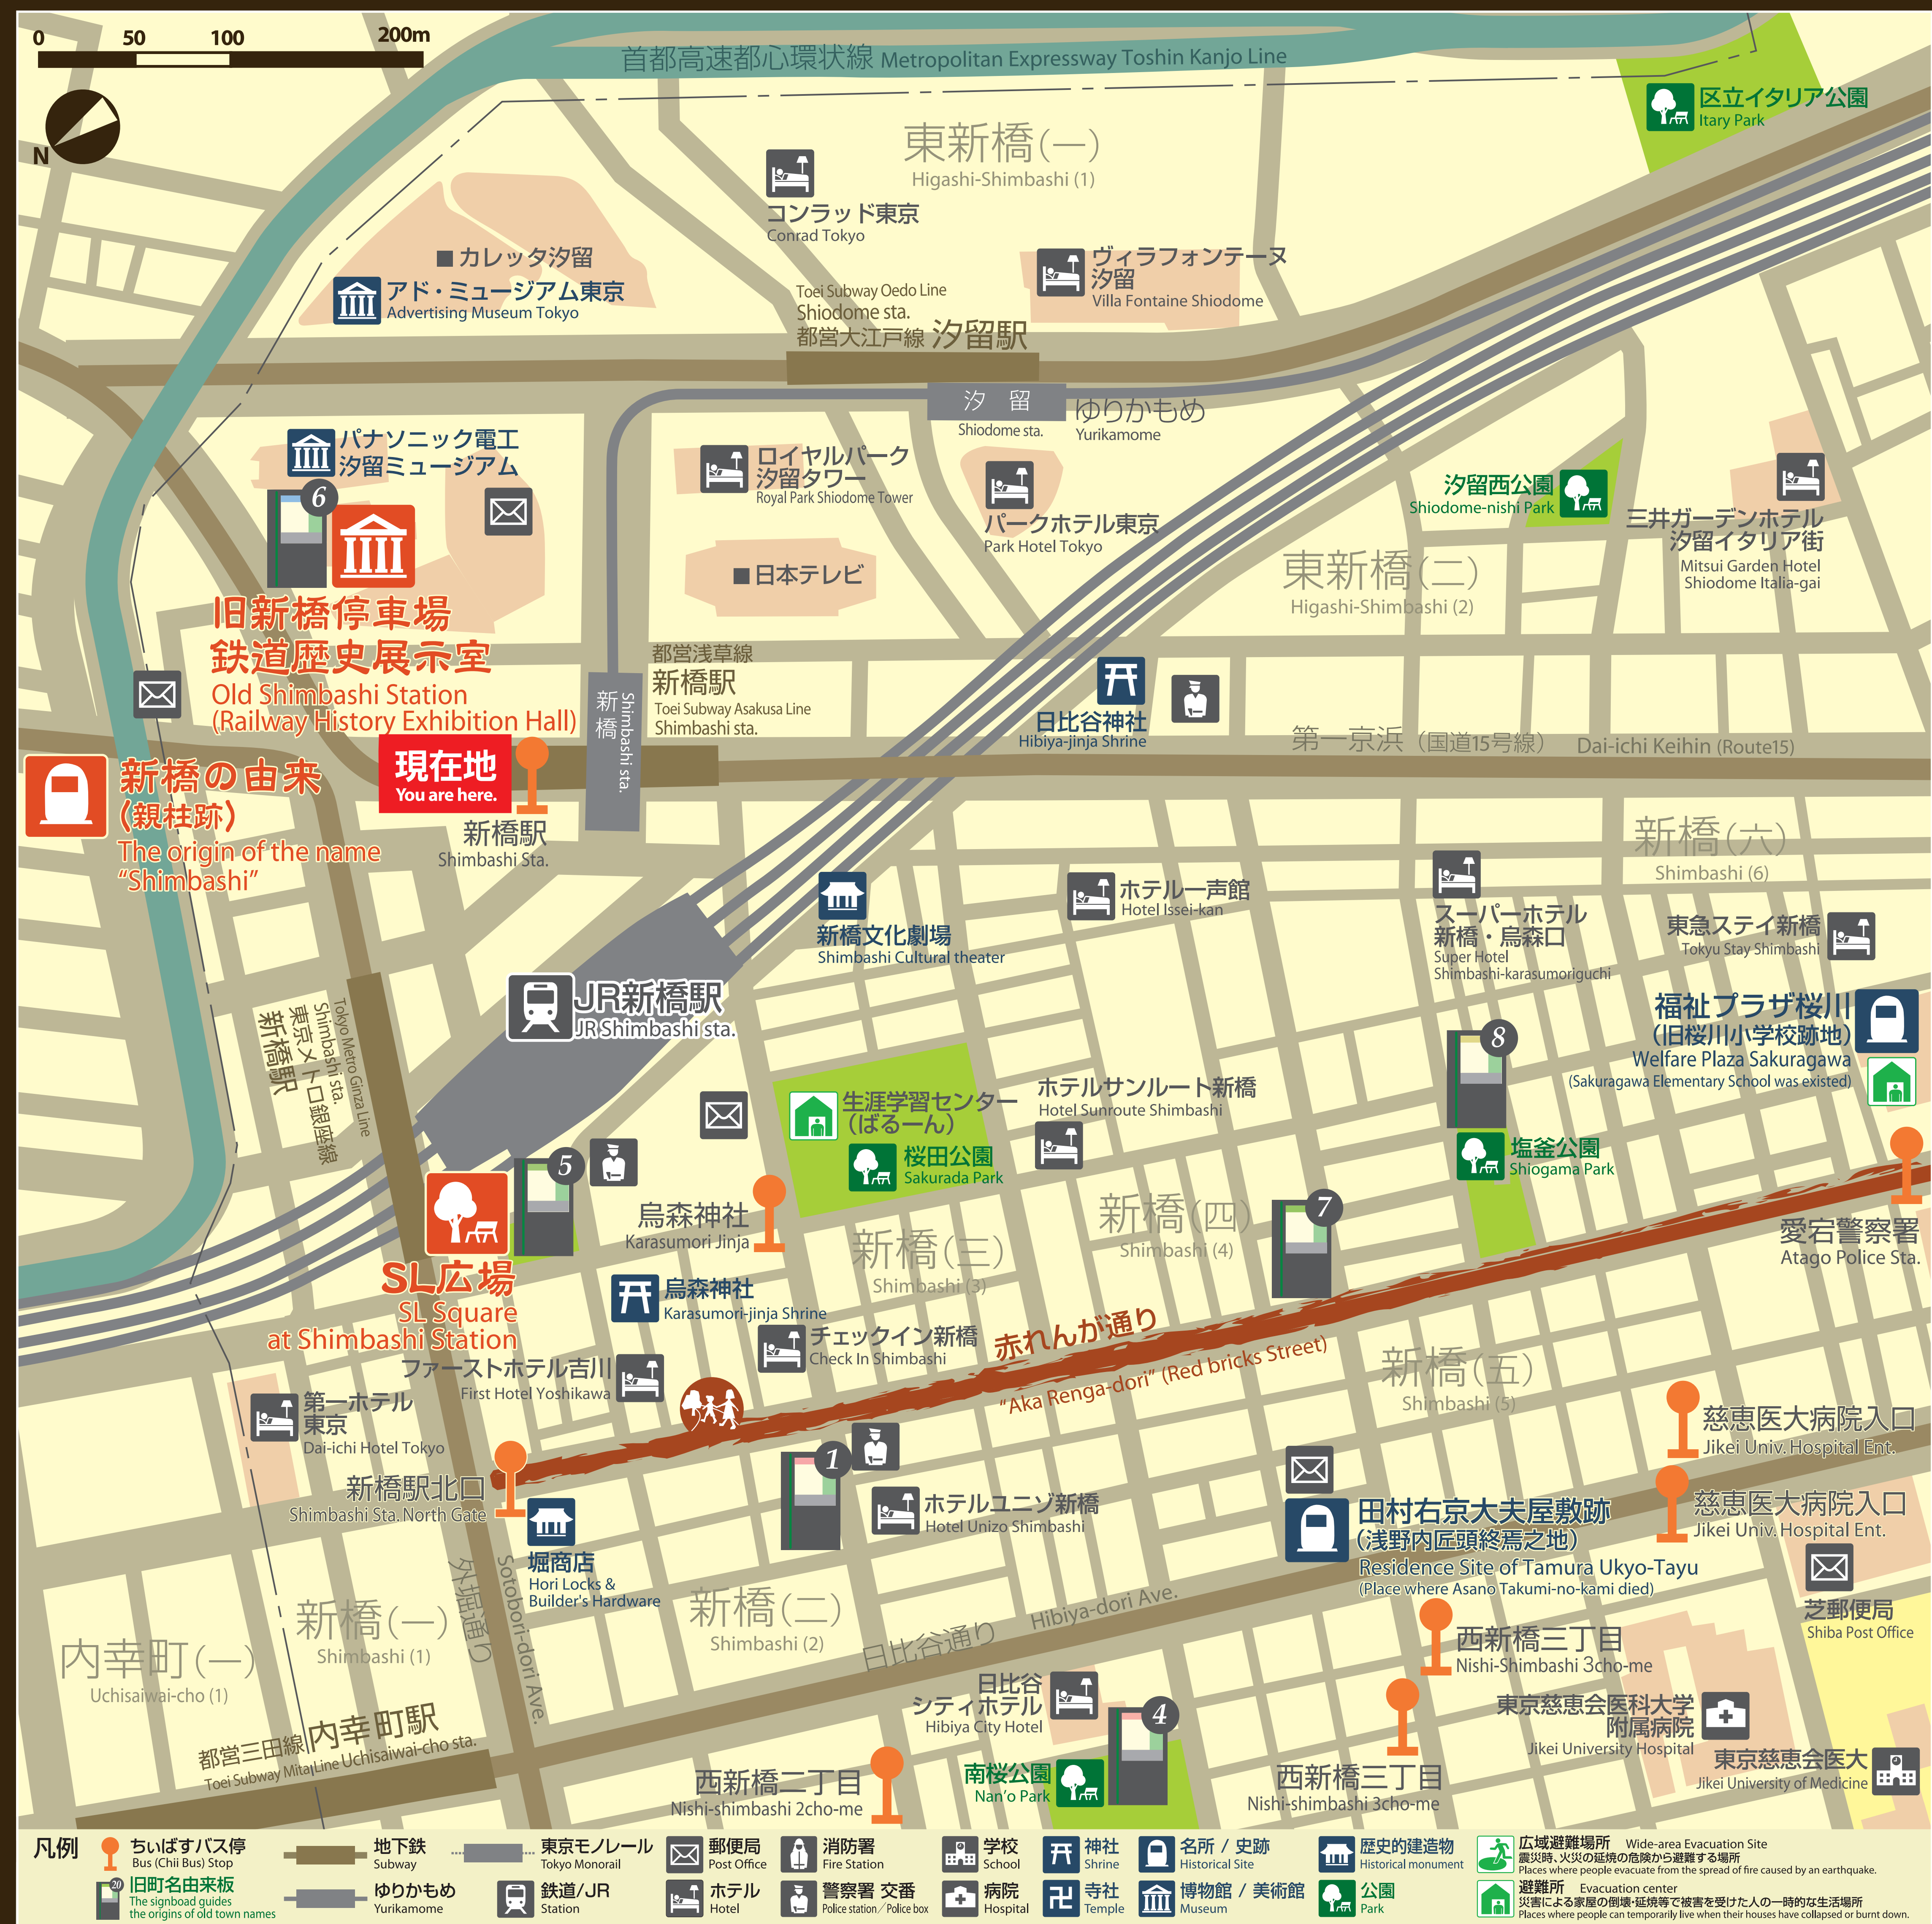 0 50 100 200m
N
首都高速都心環状線 Metropolitan Expressway Toshin Kanjo Line
区立イタリア公園
Itary Park
東新橋(一)
Higashi-Shimbashi (1)
コンラッド東京
Conrad Tokyo
■カレッタ汐留
アド・ミュージアム東京
Advertising Museum Tokyo
ヴィラフォンテーヌ
汐留
Villa Fontaine Shiodome
Toei Subway Oedo Line
Shiodome sta.
都営大江戸線 汐留駅
汐 留
Shiodome sta.
ゆりかもめ
Yurikamome
パナソニック電工
汐留ミュージアム
6
ロイヤルパーク
汐留タワー
Royal Park Shiodome Tower
パークホテル東京
Park Hotel Tokyo
汐留西公園
Shiodome-nishi Park
三井ガーデンホテル
汐留イタリア街
Mitsui Garden Hotel
Shiodome Italia-gai
■日本テレビ
東新橋(二)
Higashi-Shimbashi (2)
旧新橋停車場
鉄道歴史展示室
Old Shimbashi Station
(Railway History Exhibition Hall)
都営浅草線
新橋駅
Toei Subway Asakusa Line
Shimbashi sta.
新橋
Shimbashi sta.
日比谷神社
Hibiya-jinja Shrine
第一京浜（国道15号線） Dai-ichi Keihin (Route15)
現在地
You are here.
新橋駅
Shimbashi Sta.
新橋の由来
（親柱跡）
The origin of the name
“Shimbashi”
新橋(六)
Shimbashi (6)
新橋文化劇場
Shimbashi Cultural theater
ホテル一声館
Hotel Issei-kan
スーパーホテル
新橋・烏森口
Super Hotel
Shimbashi-karasumoriguchi
東急ステイ新橋
Tokyu Stay Shimbashi
JR新橋駅
JR Shimbashi sta.
Tokyo Metro Ginza Line
Shimbashi sta.
東京メトロ銀座線
新橋駅
福祉プラザ桜川
（旧桜川小学校跡地）
Welfare Plaza Sakuragawa
(Sakuragawa Elementary School was existed)
8
生涯学習センター
（ばるーん）
桜田公園
Sakurada Park
ホテルサンルート新橋
Hotel Sunroute Shimbashi
塩釜公園
Shiogama Park
5
烏森神社
Karasumori Jinja
新橋(三)
Shimbashi (3)
新橋(四)
Shimbashi (4)
7
愛宕警察署
Atago Police Sta.
SL広場
SL Square
at Shimbashi Station
烏森神社
Karasumori-jinja Shrine
チェックイン新橋
Check In Shimbashi
赤れんが通り
“Aka Renga-dori” (Red bricks Street)
新橋(五)
Shimbashi (5)
ファーストホテル吉川
First Hotel Yoshikawa
第一ホテル
東京
Dai-ichi Hotel Tokyo
新橋駅北口
Shimbashi Sta. North Gate
慈恵医大病院入口
Jikei Univ. Hospital Ent.
1
ホテルユニゾ新橋
Hotel Unizo Shimbashi
田村右京大夫屋敷跡
（浅野内匠頭終焉之地）
Residence Site of Tamura Ukyo-Tayu
(Place where Asano Takumi-no-kami died)
慈恵医大病院入口
Jikei Univ. Hospital Ent.
堀商店
Hori Locks &
Builder's Hardware
外堀通り
Sotobori-dori Ave.
新橋(一)
Shimbashi (1)
新橋(二)
Shimbashi (2)
日比谷通り Hibiya-dori Ave.
芝郵便局
Shiba Post Office
内幸町(一)
Uchisaiwai-cho (1)
西新橋三丁目
Nishi-Shimbashi 3cho-me
日比谷
シティホテル
Hibiya City Hotel
4
東京慈恵会医科大学
附属病院
Jikei University Hospital
都営三田線 内幸町駅
Toei Subway Mita Line Uchisaiwai-cho sta.
西新橋二丁目
Nishi-shimbashi 2cho-me
南桜公園
Nan'o Park
西新橋三丁目
Nishi-shimbashi 3cho-me
東京慈恵会医大
Jikei University of Medicine
凡例
ちぃばすバス停
Bus (Chii Bus) Stop
20
旧町名由来板
The signboad guides
the origins of old town names
地下鉄
Subway
ゆりかもめ
Yurikamome
東京モノレール
Tokyo Monorail
鉄道/JR
Station
郵便局
Post Office
ホテル
Hotel
消防署
Fire Station
警察署 交番
Police station／Police box
学校
School
病院
Hospital
神社
Shrine
寺社
Temple
名所 / 史跡
Historical Site
博物館 / 美術館
Museum
歴史的建造物
Historical monument
公園
Park
広域避難場所 Wide-area Evacuation Site
震災時、火災の延焼の危険から避難する場所
Places where people evacuate from the spread of fire caused by an earthquake.
避難所 Evacuation center
災害による家屋の倒壊・延焼等で被害を受けた人の一時的な生活場所
Places where people can temporarily live when their houses have collapsed or burnt down.